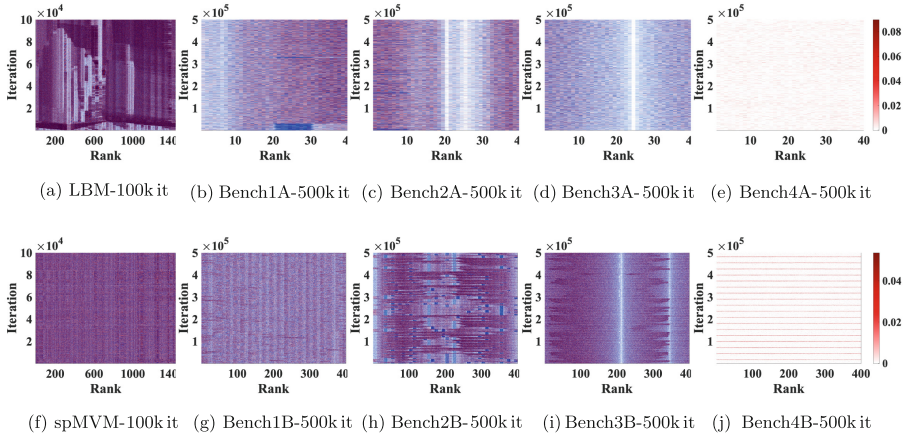 ×10⁴ ×10⁵ ×10⁵ ×10⁵ ×10⁵
10 5 5 5 5 0.08
8 4 4 4 4 0.06
6 3 3 3 3
4 2 2 2 2 0.04
2 1 1 1 1 0.02
0
Iteration Iteration Iteration Iteration Iteration
200 600 1000 140 10 20 30 4 10 20 30 40 10 20 30 40 10 20 30 40
Rank Rank Rank Rank Rank
(a) LBM-100k it (b) Bench1A-500k it (c) Bench2A-500k it (d) Bench3A-500k it (e) Bench4A-500k it
×10⁴ ×10⁵ ×10⁵ ×10⁵ ×10⁵
10 5 5 5 5
8 4 4 4 4 0.04
6 3 3 3 3
4 2 2 2 2 0.02
2 1 1 1 1
0
Iteration Iteration Iteration Iteration Iteration
200 600 1000 140 100 200 300 40 100 200 300 40 100 200 300 40 100 200 300 400
Rank Rank Rank Rank Rank
(f) spMVM-100k it (g) Bench1B-500k it (h) Bench2B-500k it (i) Bench3B-500k it (j) Bench4B-500k it